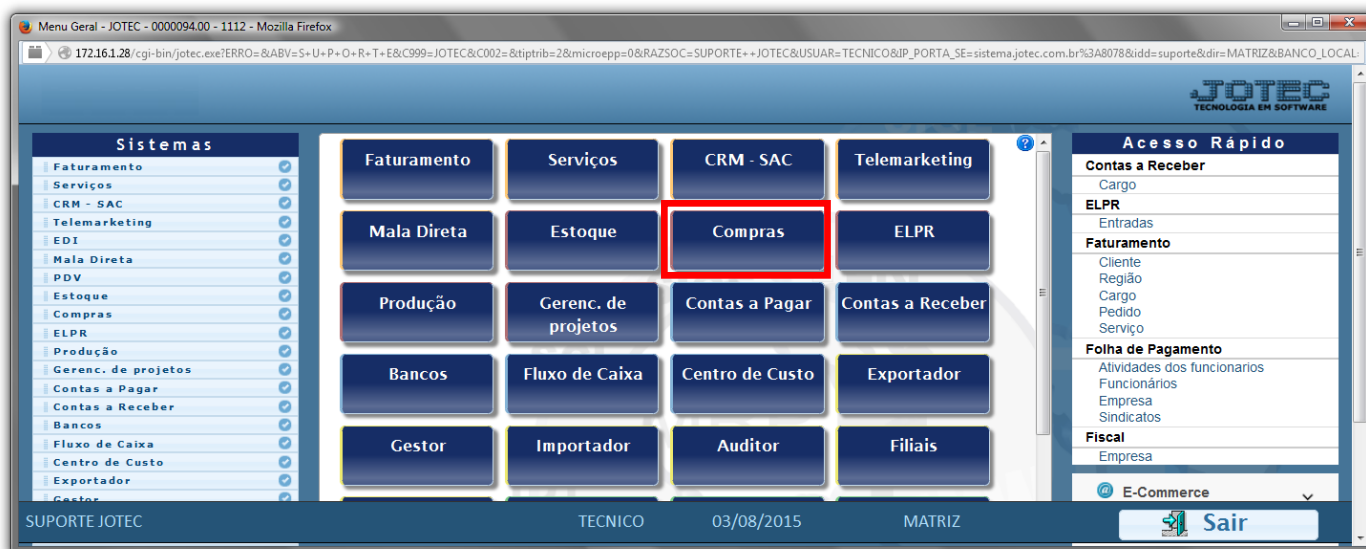 Menu Geral - JOTEC - 0000094.00 - 1112 - Mozilla Firefox
172.16.1.28/cgi-bin/jotec.exe?ERRO=&ABV=S+U+P+O+R+T+E&C999=JOTEC&C002=&tiptrib=2&microepp=0&RAZSOC=SUPORTE++JOTEC&USUAR=TECNICO&IP_PORTA_SE=sistema.jotec.com.br%3A8078&idd=suporte&dir=MATRIZ&BANCO_LOCAL:
JOTEC
TECNOLOGIA EM SOFTWARE
Sistemas
Faturamento
Serviços
CRM - SAC
Telemarketing
EDI
Mala Direta
PDV
Estoque
Compras
ELPR
Produção
Gerenc. de projetos
Contas a Pagar
Contas a Receber
Bancos
Fluxo de Caixa
Centro de Custo
Exportador
Gestor
Faturamento
Serviços
CRM - SAC
Telemarketing
Mala Direta
Estoque
Compras
ELPR
Produção
Gerenc. de
projetos
Contas a Pagar
Contas a Receber
Bancos
Fluxo de Caixa
Centro de Custo
Exportador
Gestor
Importador
Auditor
Filiais
Acesso Rápido
Contas a Receber
Cargo
ELPR
Entradas
Faturamento
Cliente
Região
Cargo
Pedido
Serviço
Folha de Pagamento
Atividades dos funcionarios
Funcionários
Empresa
Sindicatos
Fiscal
Empresa
E-Commerce
SUPORTE JOTEC
TECNICO
03/08/2015
MATRIZ
Sair